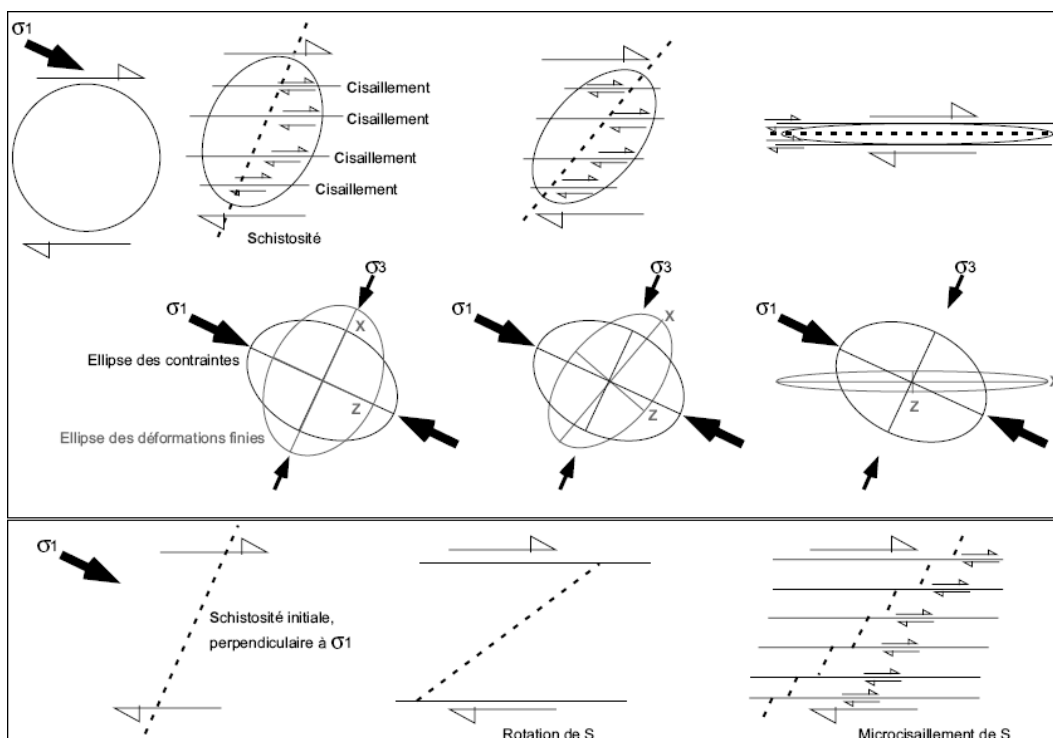 σ1
Cisaillement
Cisaillement
Cisaillement
Cisaillement
Schistosité
σ3
σ3
σ3
σ1
σ1
σ1
X
X
X
Ellipse des contraintes
Z
Z
Z
Ellipse des déformations finies
σ1
Schistosité initiale,
perpendiculaire à σ1
Rotation de S
Microcisaillement de S